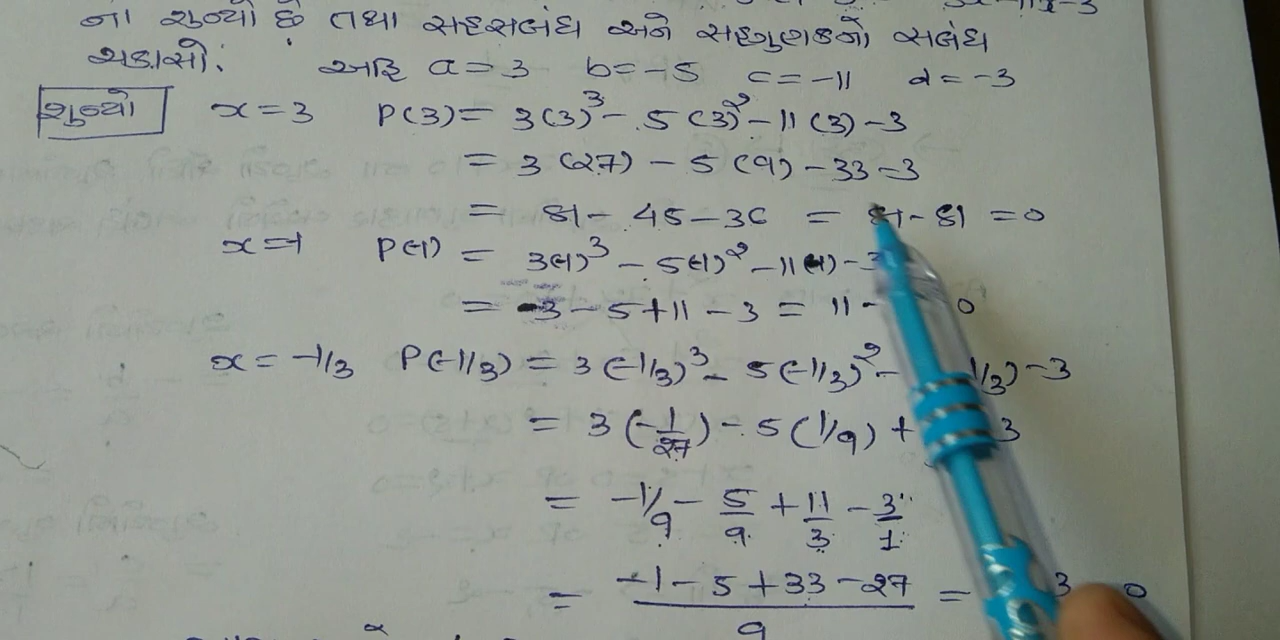 ના શુન્યો છે તથા સહસલબંધ અને સહગુણકનો સબંધ
ચકાસો. અહિ a = 3 b = -5 c = -11 d = -3
શુન્યો x = 3 P(3) = 3(3)³ - 5(3)² - 11(3) - 3
= 3(27) - 5(9) - 33 - 3
= 81 - 45 - 36 = 81 - 81 = 0
x = -1 P(-1) = 3(-1)³ - 5(-1)² - 11(-1) - 3
= -3 - 5 + 11 - 3 = 11 - 0
x = -1/3 P(-1/3) = 3(-1/3)³ - 5(-1/3)² - 1/3) - 3
= 3(-1/27) - 5(1/9) + 3
= -1/9 - 5/9 + 11/3 - 3/1
= -1 - 5 + 33 - 27 / 9 = 3 0